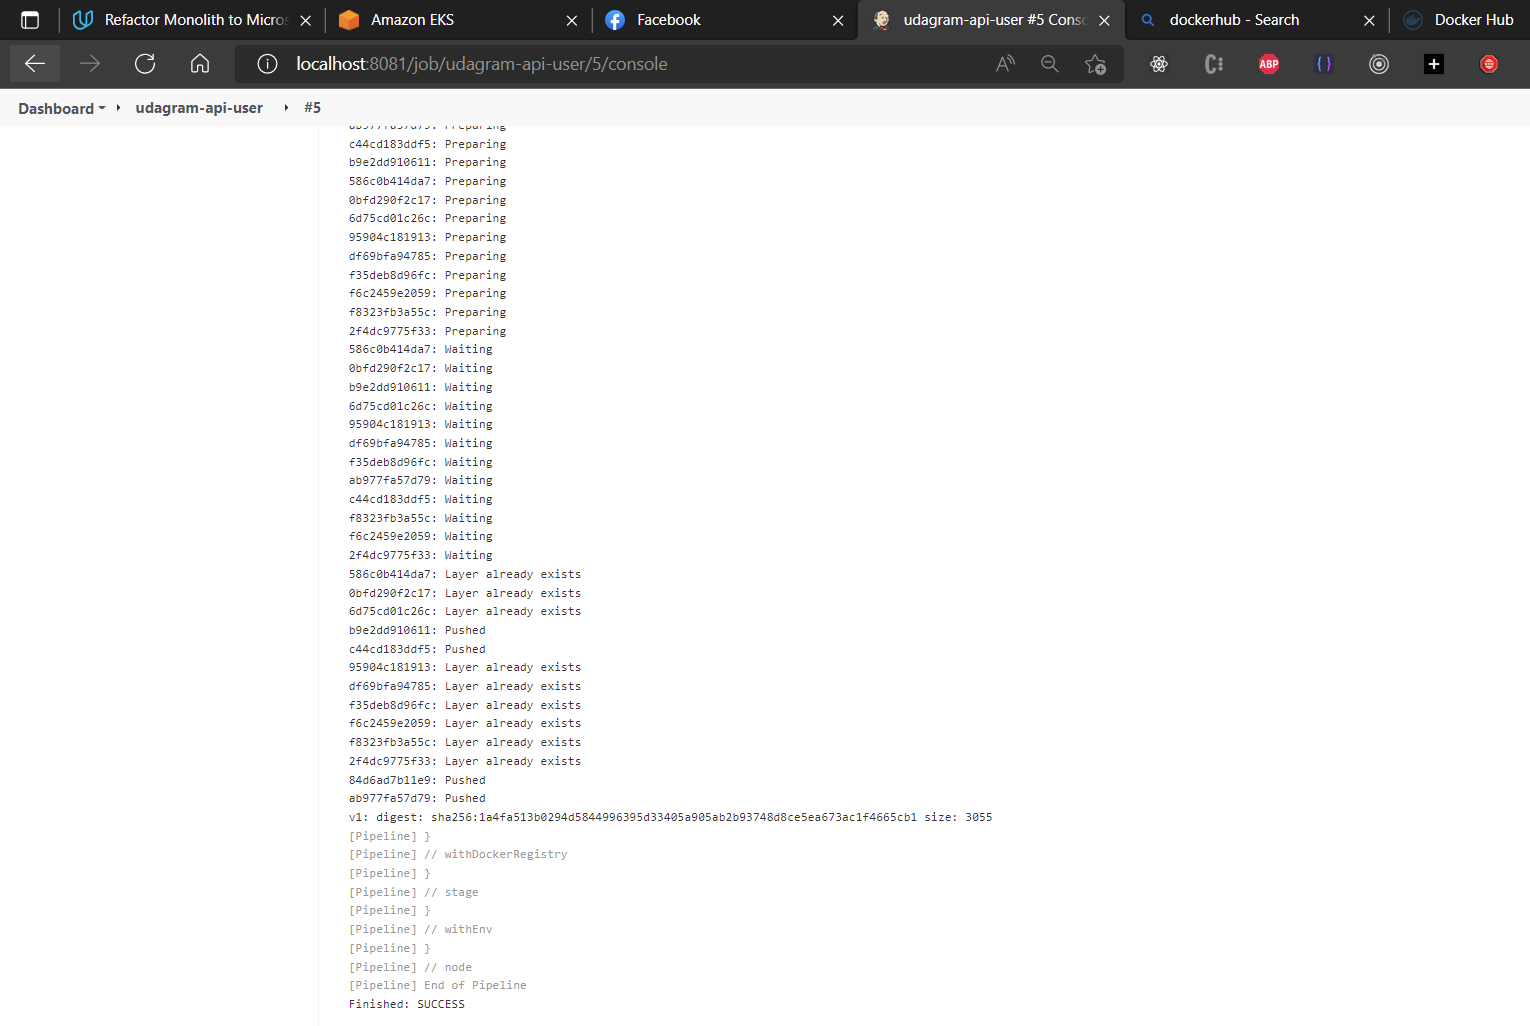 Refactor Monolith to Micros
Amazon EKS
Facebook
udagram-api-user #5 Conso
dockerhub - Search
Docker Hub
localhost:8081/job/udagram-api-user/5/console
ABP
Dashboard
udagram-api-user
#5
ab977fa57d79: Preparing
c44cd183ddf5: Preparing
b9e2dd910611: Preparing
586c0b414da7: Preparing
0bfd290f2c17: Preparing
6d75cd01c26c: Preparing
95904c181913: Preparing
df69bfa94785: Preparing
f35deb8d96fc: Preparing
f6c2459e2059: Preparing
f8323fb3a55c: Preparing
2f4dc9775f33: Preparing
586c0b414da7: Waiting
0bfd290f2c17: Waiting
b9e2dd910611: Waiting
6d75cd01c26c: Waiting
95904c181913: Waiting
df69bfa94785: Waiting
f35deb8d96fc: Waiting
ab977fa57d79: Waiting
c44cd183ddf5: Waiting
f8323fb3a55c: Waiting
f6c2459e2059: Waiting
2f4dc9775f33: Waiting
586c0b414da7: Layer already exists
0bfd290f2c17: Layer already exists
6d75cd01c26c: Layer already exists
b9e2dd910611: Pushed
c44cd183ddf5: Pushed
95904c181913: Layer already exists
df69bfa94785: Layer already exists
f35deb8d96fc: Layer already exists
f6c2459e2059: Layer already exists
f8323fb3a55c: Layer already exists
2f4dc9775f33: Layer already exists
84d6ad7b11e9: Pushed
ab977fa57d79: Pushed
v1: digest: sha256:1a4fa513b0294d5844996395d33405a905ab2b93748d8ce5ea673ac1f4665cb1 size: 3055
[Pipeline] }
[Pipeline] // withDockerRegistry
[Pipeline] }
[Pipeline] // stage
[Pipeline] }
[Pipeline] // withEnv
[Pipeline] }
[Pipeline] // node
[Pipeline] End of Pipeline
Finished: SUCCESS